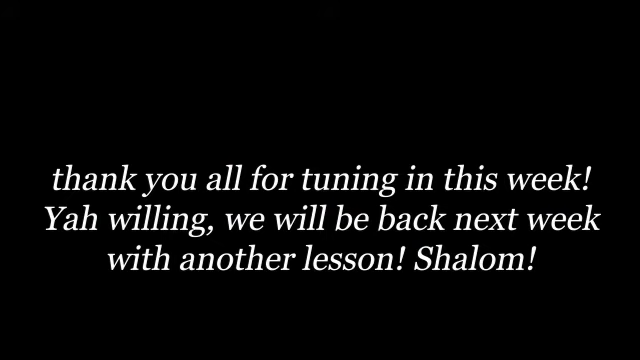 thank you all for tuning in this week!
Yah willing, we will be back next week
with another lesson! Shalom!